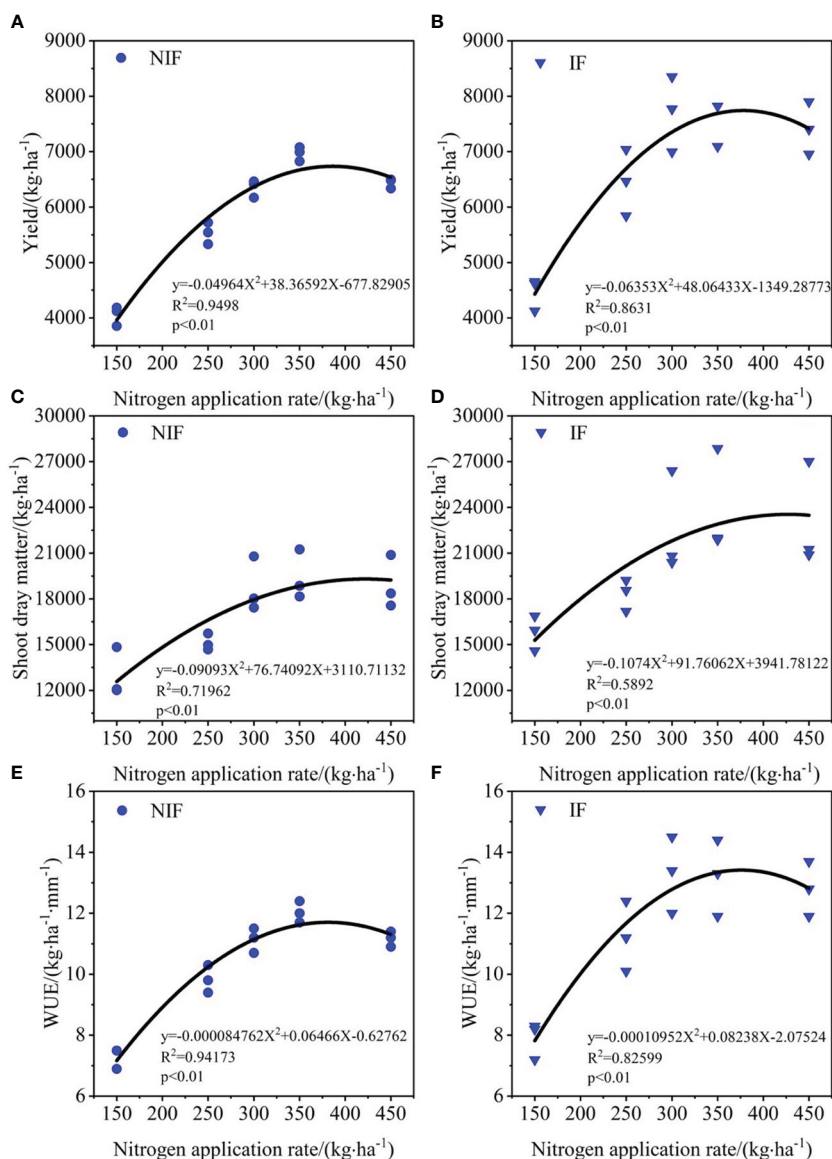 A
NIF
9000
8000
7000
6000
5000
4000
Yield/(kg·ha⁻¹)
y=-0.04964X²+38.36592X-677.82905
R²=0.9498
p<0.01
150 200 250 300 350 400 450
Nitrogen application rate/(kg·ha⁻¹)
B
IF
9000
8000
7000
6000
5000
4000
Yield/(kg·ha⁻¹)
y=-0.06353X²+48.06433X-1349.28773
R²=0.8631
p<0.01
150 200 250 300 350 400 450
Nitrogen application rate/(kg·ha⁻¹)
C
NIF
30000
27000
24000
21000
18000
15000
12000
Shoot dray matter/(kg·ha⁻¹)
y=-0.09093X²+76.74092X+3110.71132
R²=0.71962
p<0.01
150 200 250 300 350 400 450
Nitrogen application rate/(kg·ha⁻¹)
D
IF
30000
27000
24000
21000
18000
15000
12000
Shoot dray matter/(kg·ha⁻¹)
y=-0.1074X²+91.76062X+3941.78122
R²=0.5892
p<0.01
150 200 250 300 350 400 450
Nitrogen application rate/(kg·ha⁻¹)
E
NIF
16
14
12
10
8
6
WUE/(kg·ha⁻¹·mm⁻¹)
y=-0.000084762X²+0.06466X-0.62762
R²=0.94173
p<0.01
150 200 250 300 350 400 450
Nitrogen application rate/(kg·ha⁻¹)
F
IF
16
14
12
10
8
6
WUE/(kg·ha⁻¹·mm⁻¹)
y=-0.00010952X²+0.08238X-2.07524
R²=0.82599
p<0.01
150 200 250 300 350 400 450
Nitrogen application rate/(kg·ha⁻¹)